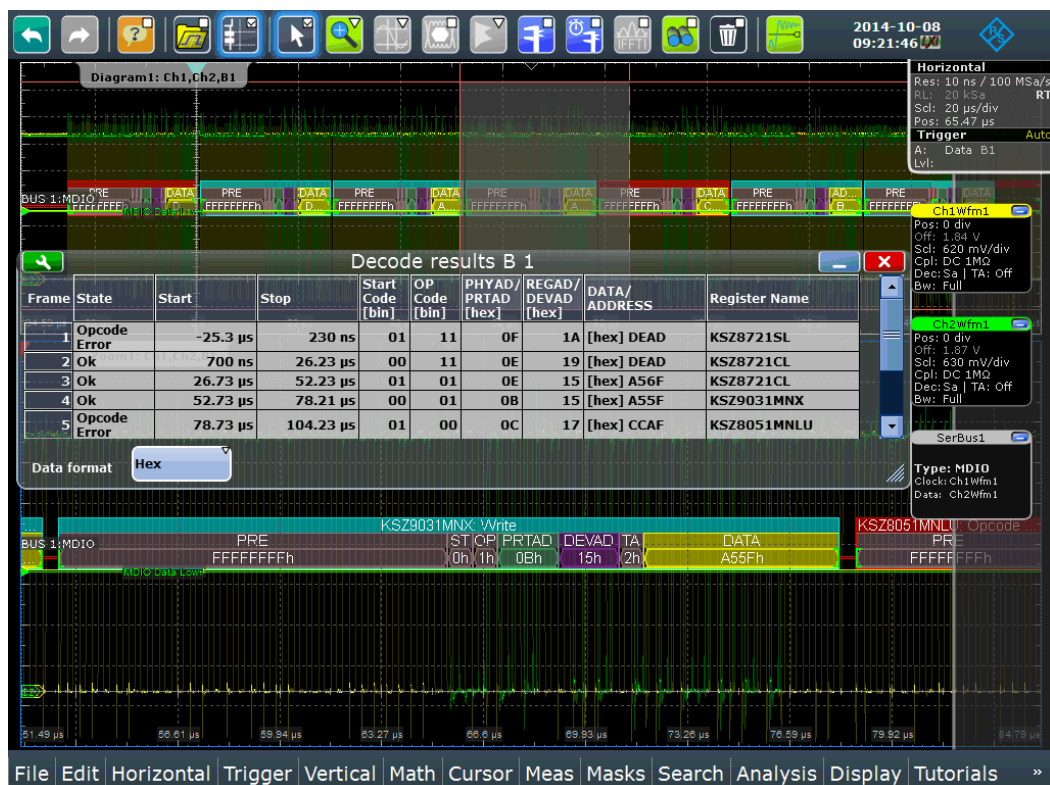 2014-10-08
09:21:46
Diagram1: Ch1,Ch2,B1
Horizontal
Res: 10 ns / 100 MSa/s
RL: 20 kSa RT
Scl: 20 µs/div
Pos: 65.47 µs
Trigger Auto
A: Data B1
Lvl:
PRE DATA PRE DATA PRE DATA PRE DATA PRE DATA PRE AD... PRE DATA
BUS 1:MDIO
Ch1Wfm1
Pos: 0 div
Off: 1.84 V
Scl: 620 mV/div
Cpl: DC 1MΩ
Dec:Sa | TA: Off
Bw: Full
Decode results B 1
Frame State Start Stop Start Code [bin] OP Code [bin] PHYAD/ PRTAD [hex] REGAD/ DEVAD [hex] DATA/ ADDRESS Register Name
1 Opcode Error -25.3 µs 230 ns 01 11 0F 1A [hex] DEAD KSZ8721SL
2 Ok 700 ns 26.23 µs 00 11 0E 19 [hex] DEAD KSZ8721CL
3 Ok 26.73 µs 52.23 µs 01 01 0E 15 [hex] A56F KSZ8721CL
4 Ok 52.73 µs 78.21 µs 00 01 0B 15 [hex] A55F KSZ9031MNX
5 Opcode Error 78.73 µs 104.23 µs 01 00 0C 17 [hex] CCAF KSZ8051MNLU
Data format Hex
Ch2Wfm1
Pos: 0 div
Off: 1.87 V
Scl: 630 mV/div
Cpl: DC 1MΩ
Dec:Sa | TA: Off
Bw: Full
SerBus1
Type: MDIO
Clock: Ch1Wfm1
Data: Ch2Wfm1
KSZ9031MNX: Write KSZ8051MNLU: Opcode ...
BUS 1:MDIO PRE ST OP PRTAD DEVAD TA DATA PRE
FFFFFFFFh 0h 1h 0Bh 15h 2h A55Fh FFFFFFFFh
MDIO Data Low
51.49 µs 56.61 µs 59.94 µs 63.27 µs 66.6 µs 69.93 µs 73.26 µs 76.59 µs 79.92 µs 84.79 µs
File Edit Horizontal Trigger Vertical Math Cursor Meas Masks Search Analysis Display Tutorials »